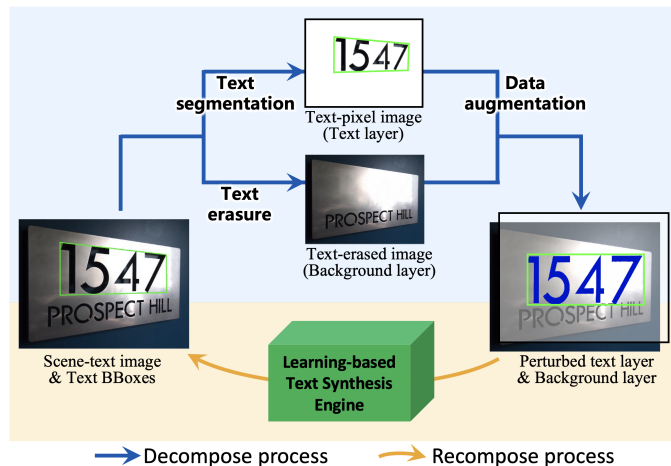 1547
Text
segmentation
Data
augmentation
Text-pixel image
(Text layer)
Text
erasure
PROSPECT HILL
Text-erased image
(Background layer)
1547
PROSPECT HILL
1547
PROSPECT HILL
Scene-text image
& Text BBoxes
Learning-based
Text Synthesis
Engine
Perturbed text layer
& Background layer
Decompose process
Recompose process